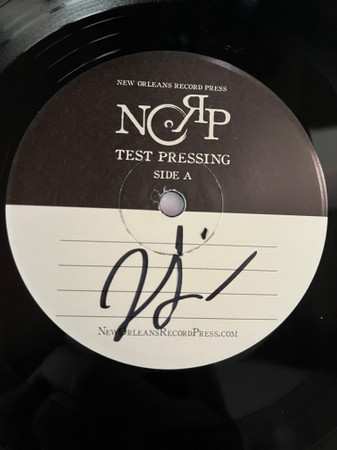 NEW ORLEANS RECORD PRESS
NORP
TEST PRESSING
SIDE A
NEWORLEANSRECORDPRESS.COM